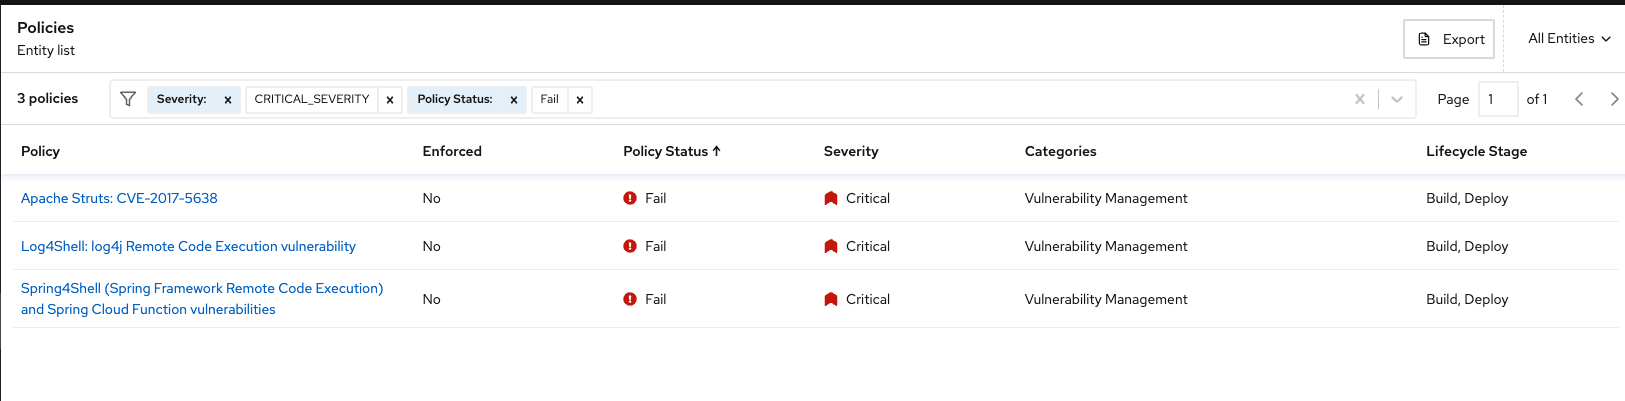 Policies
Entity list
Export
All Entities
3 policies
Severity: × CRITICAL_SEVERITY × Policy Status: × Fail ×
Page 1 of 1
Policy Enforced Policy Status ↑ Severity Categories Lifecycle Stage
Apache Struts: CVE-2017-5638 No Fail Critical Vulnerability Management Build, Deploy
Log4Shell: log4j Remote Code Execution vulnerability No Fail Critical Vulnerability Management Build, Deploy
Spring4Shell (Spring Framework Remote Code Execution)
and Spring Cloud Function vulnerabilities
No Fail Critical Vulnerability Management Build, Deploy